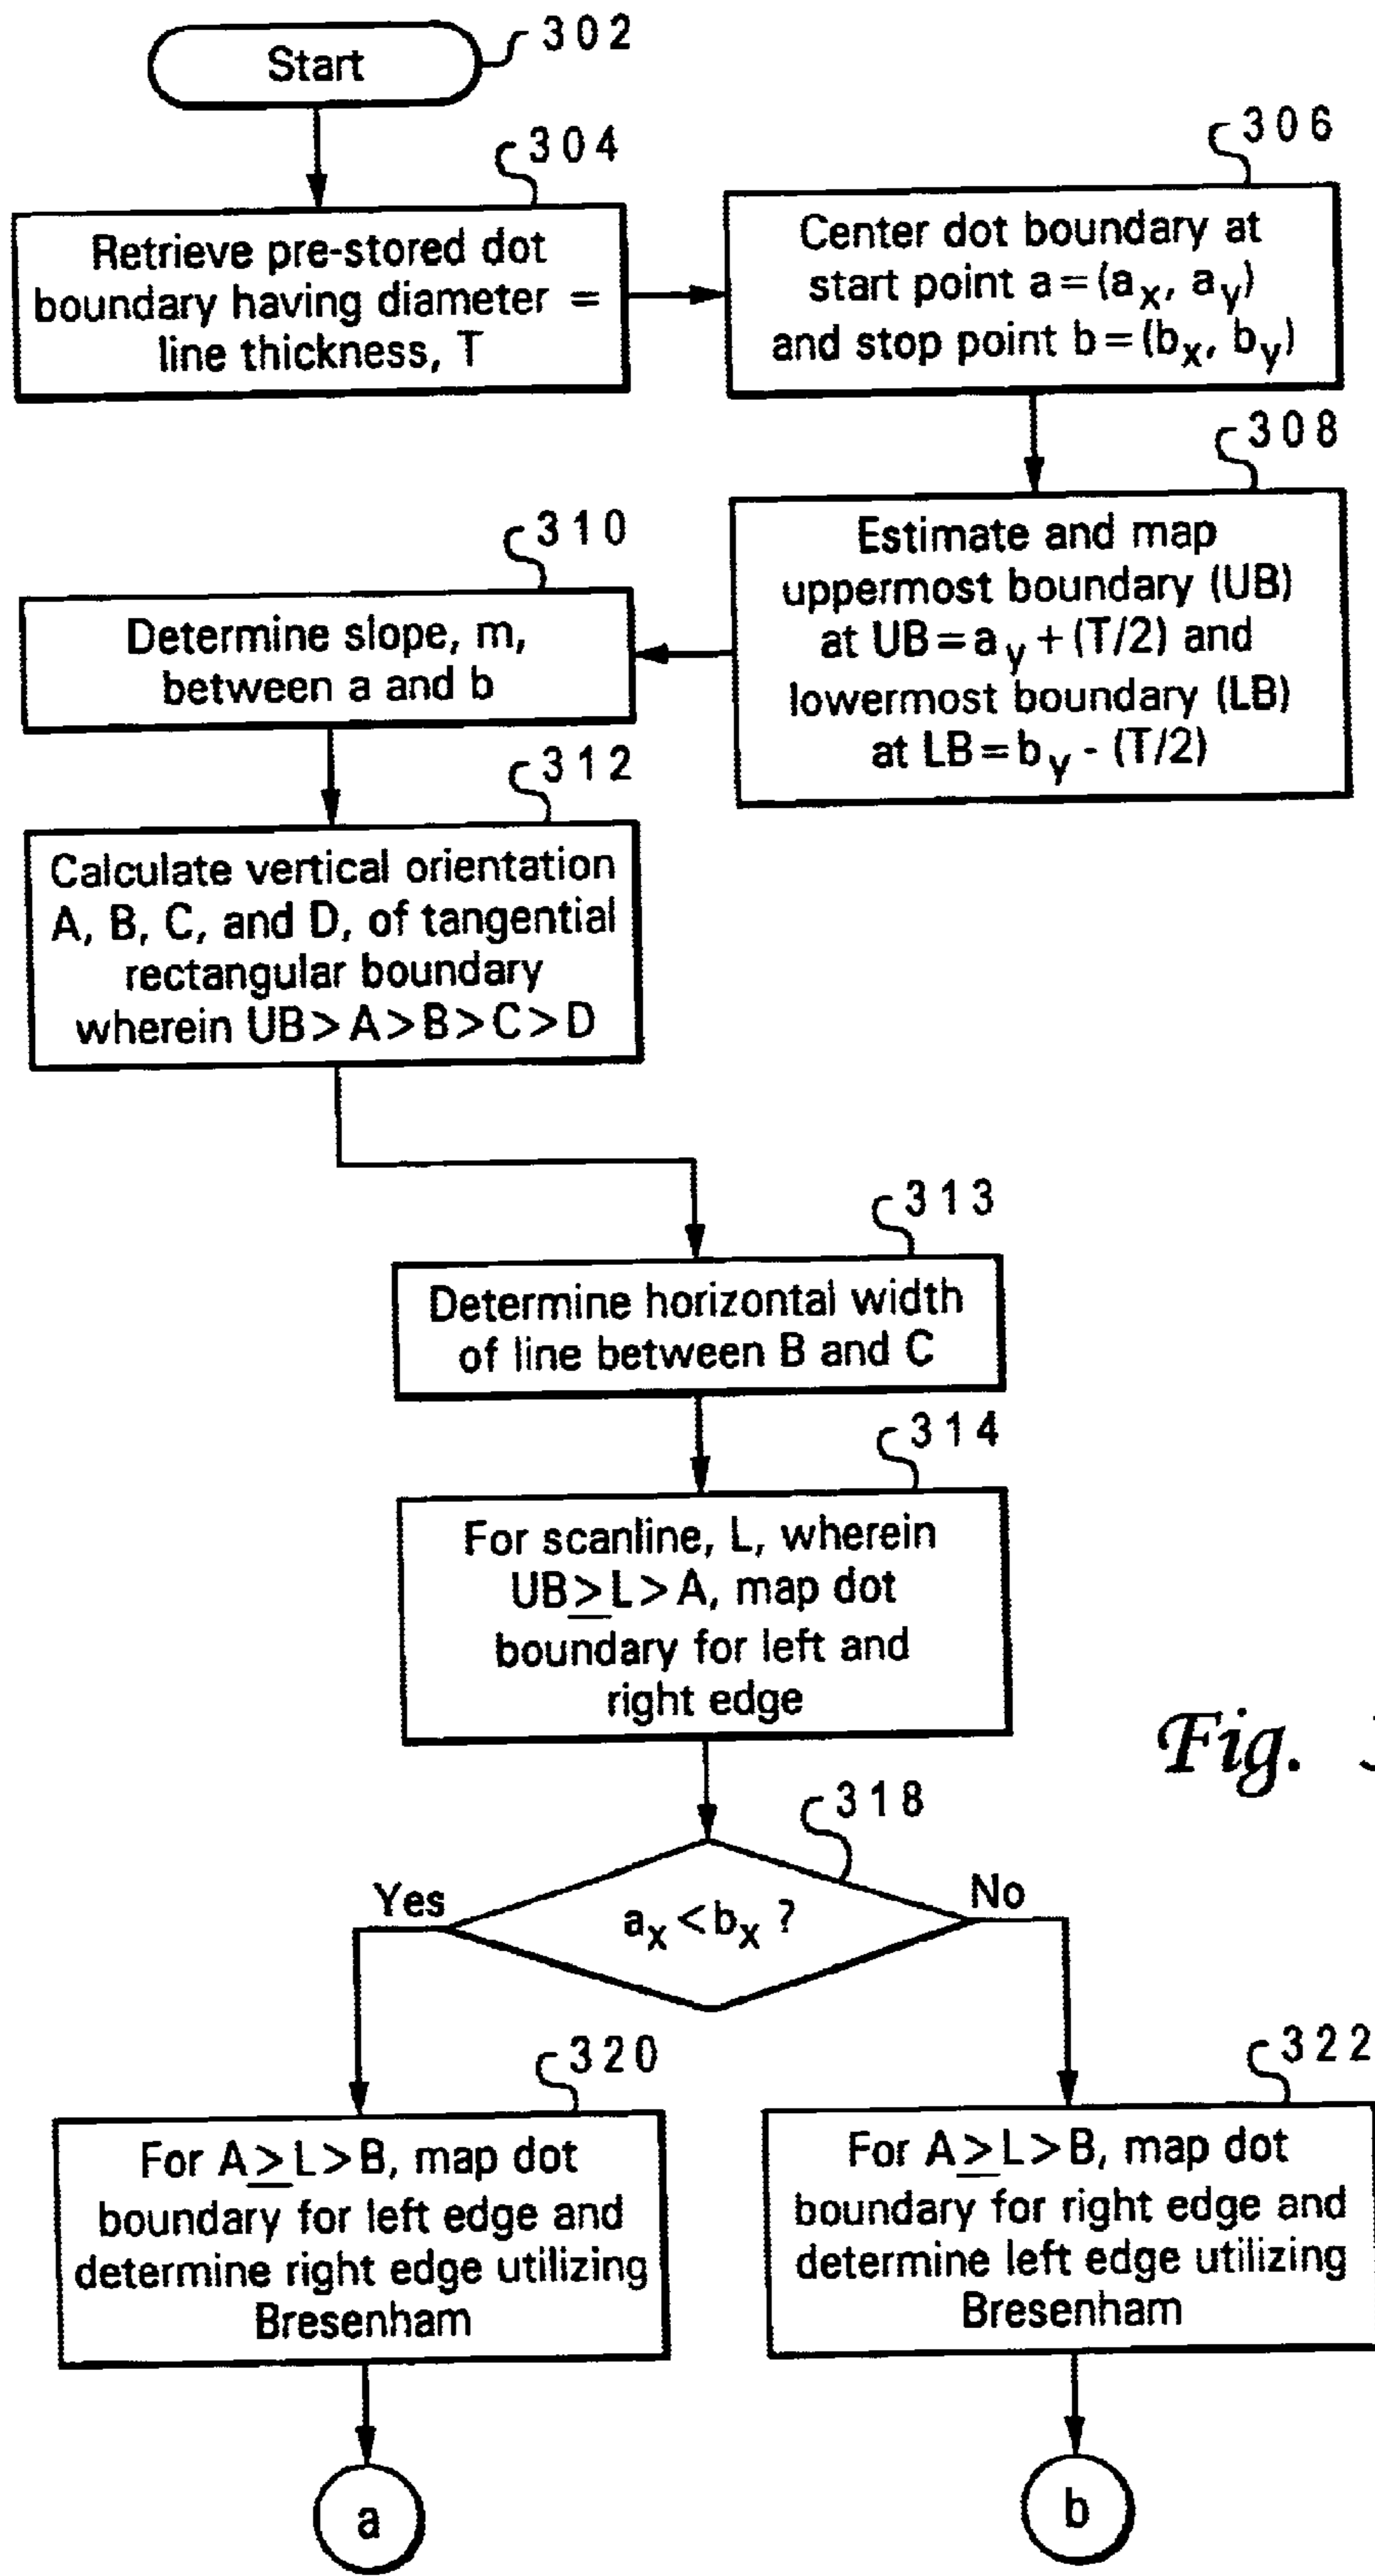 Start
302
304
Retrieve pre-stored dot
boundary having diameter =
line thickness, T
306
Center dot boundary at
start point a=(aₓ, a_y)
and stop point b=(bₓ, b_y)
308
Estimate and map
uppermost boundary (UB)
at UB=a_y+(T/2) and
lowermost boundary (LB)
at LB=b_y-(T/2)
310
Determine slope, m,
between a and b
312
Calculate vertical orientation
A, B, C, and D, of tangential
rectangular boundary
wherein UB>A>B>C>D
313
Determine horizontal width
of line between B and C
314
For scanline, L, wherein
UB≥L>A, map dot
boundary for left and
right edge
Fig.
318
aₓ<bₓ ?
Yes
No
320
For A≥L>B, map dot
boundary for left edge and
determine right edge utilizing
Bresenham
322
For A≥L>B, map dot
boundary for right edge and
determine left edge utilizing
Bresenham
a
b